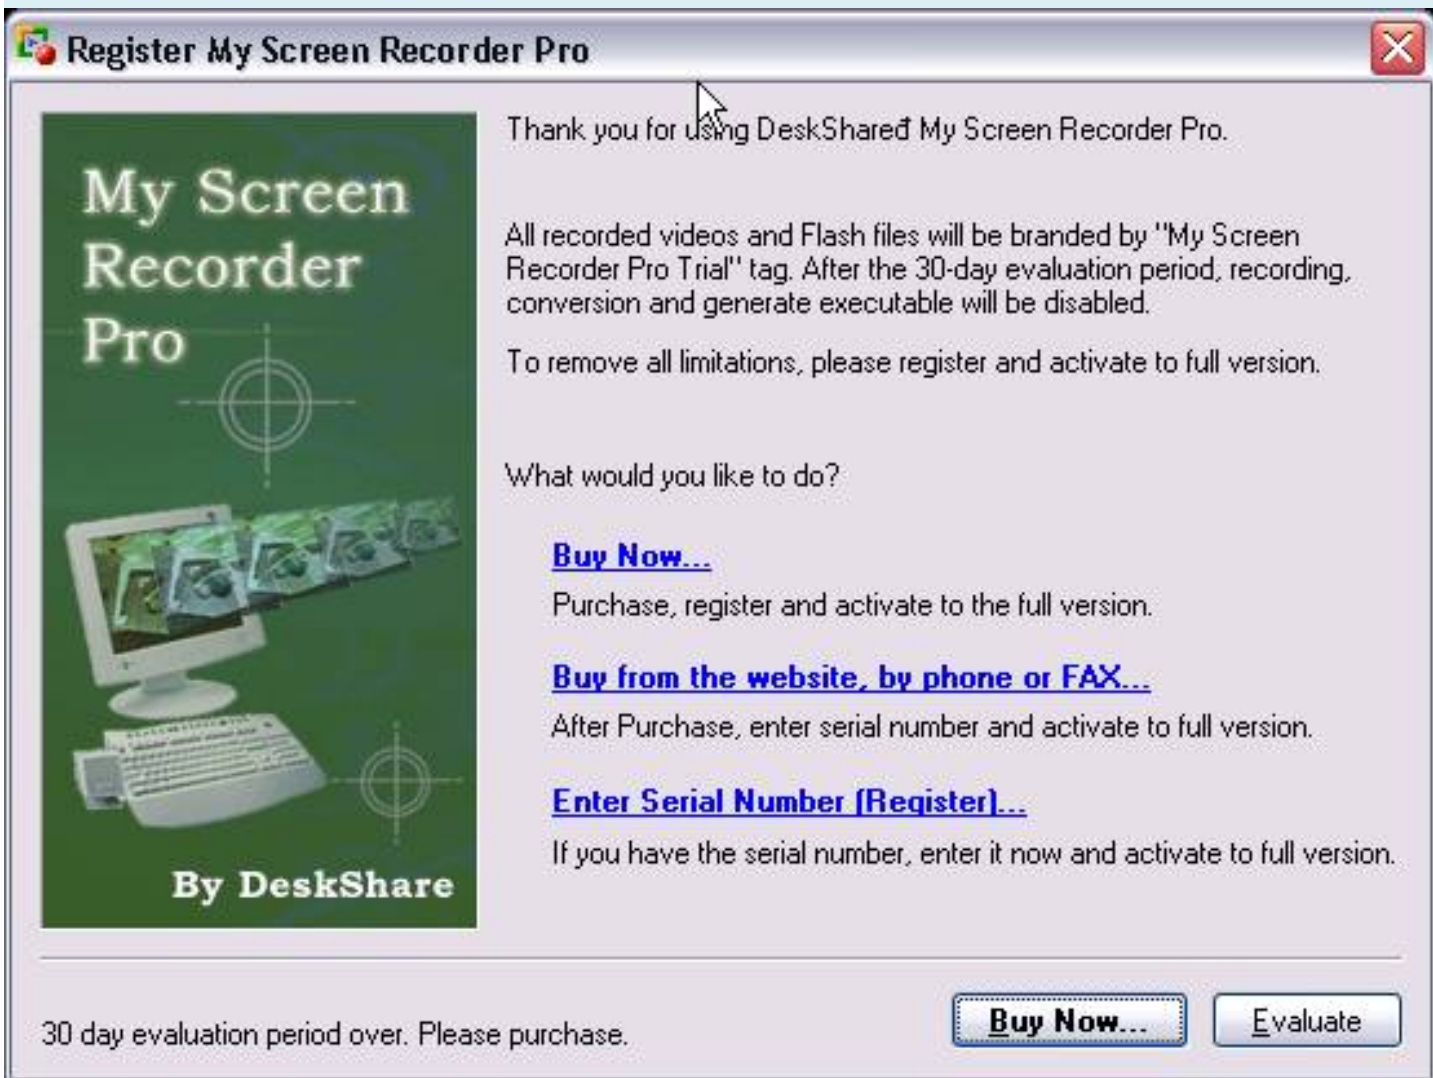 Register My Screen Recorder Pro
My Screen
Recorder
Pro
By DeskShare
Thank you for using DeskShaređ My Screen Recorder Pro.
All recorded videos and Flash files will be branded by "My Screen
Recorder Pro Trial" tag. After the 30-day evaluation period, recording,
conversion and generate executable will be disabled.
To remove all limitations, please register and activate to full version.
What would you like to do?
Buy Now...
Purchase, register and activate to the full version.
Buy from the website, by phone or FAX...
After Purchase, enter serial number and activate to full version.
Enter Serial Number (Register)...
If you have the serial number, enter it now and activate to full version.
30 day evaluation period over. Please purchase.
Buy Now...
Evaluate